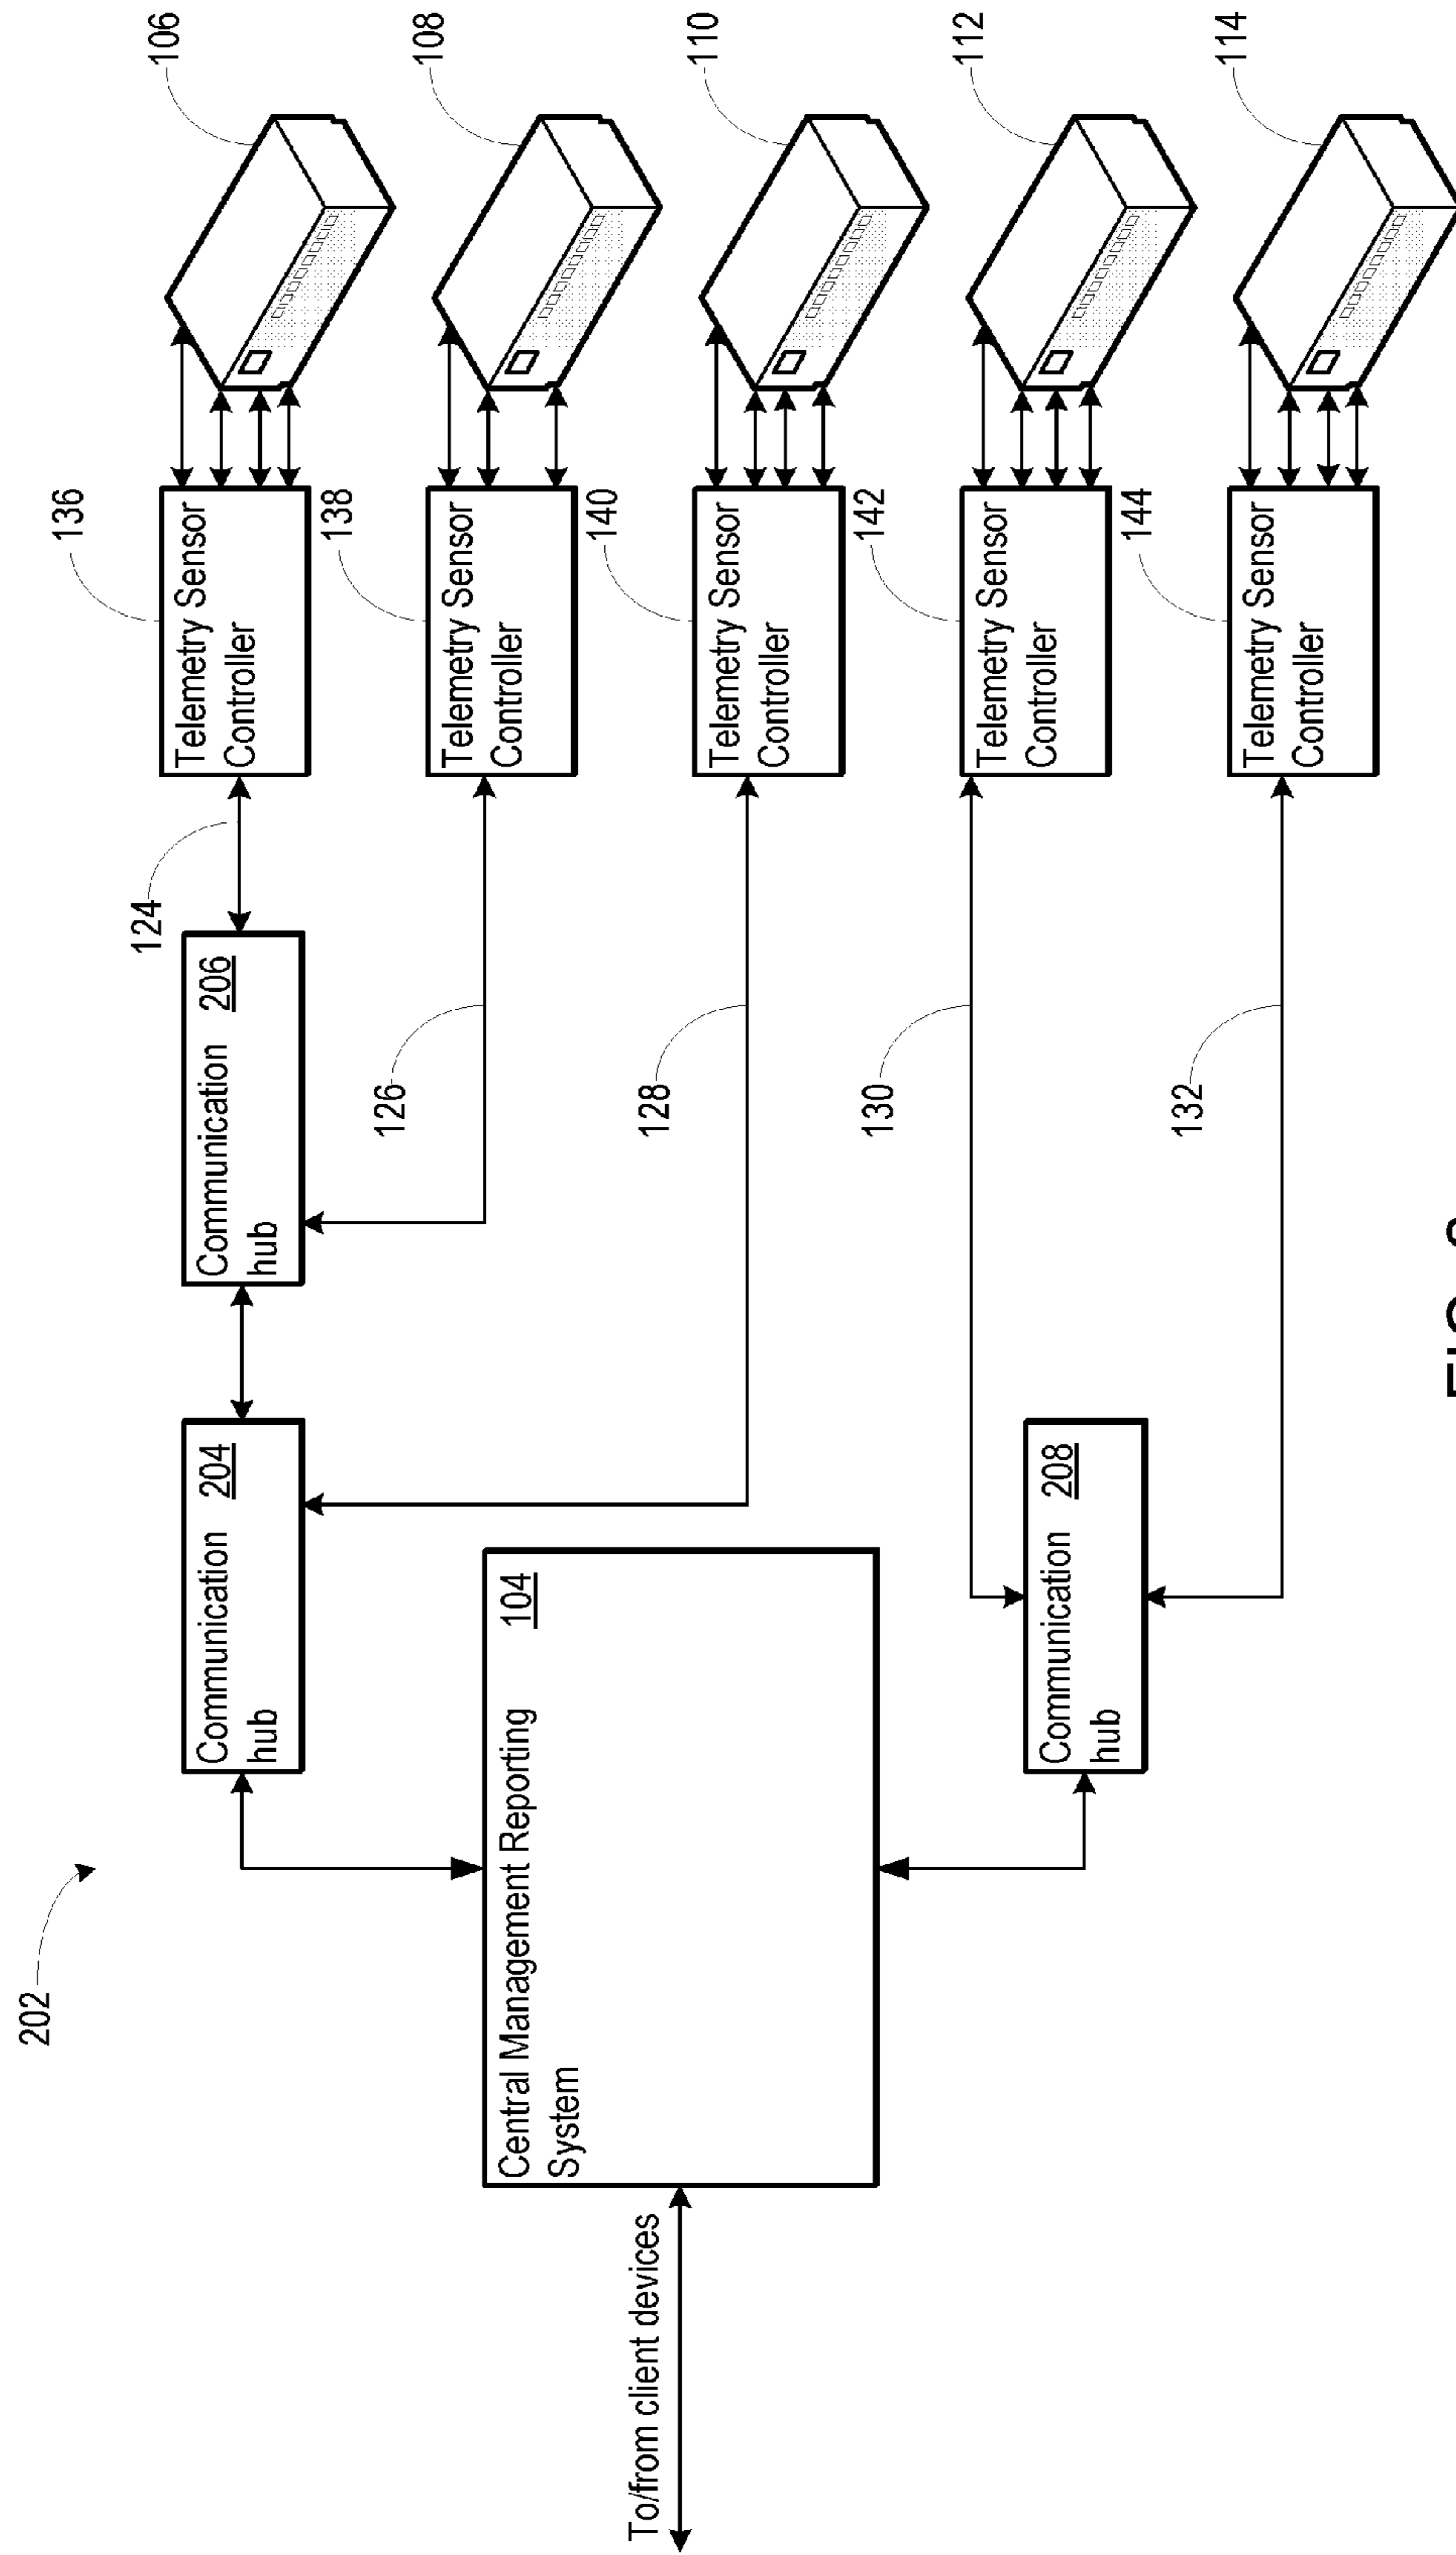 202
Communication 204
hub
Communication 206
hub
124
136
Telemetry Sensor
Controller
106
126
138
Telemetry Sensor
Controller
108
Central Management Reporting 104
System
To/from client devices
128
140
Telemetry Sensor
Controller
110
130
142
Telemetry Sensor
Controller
112
Communication 208
hub
132
144
Telemetry Sensor
Controller
114